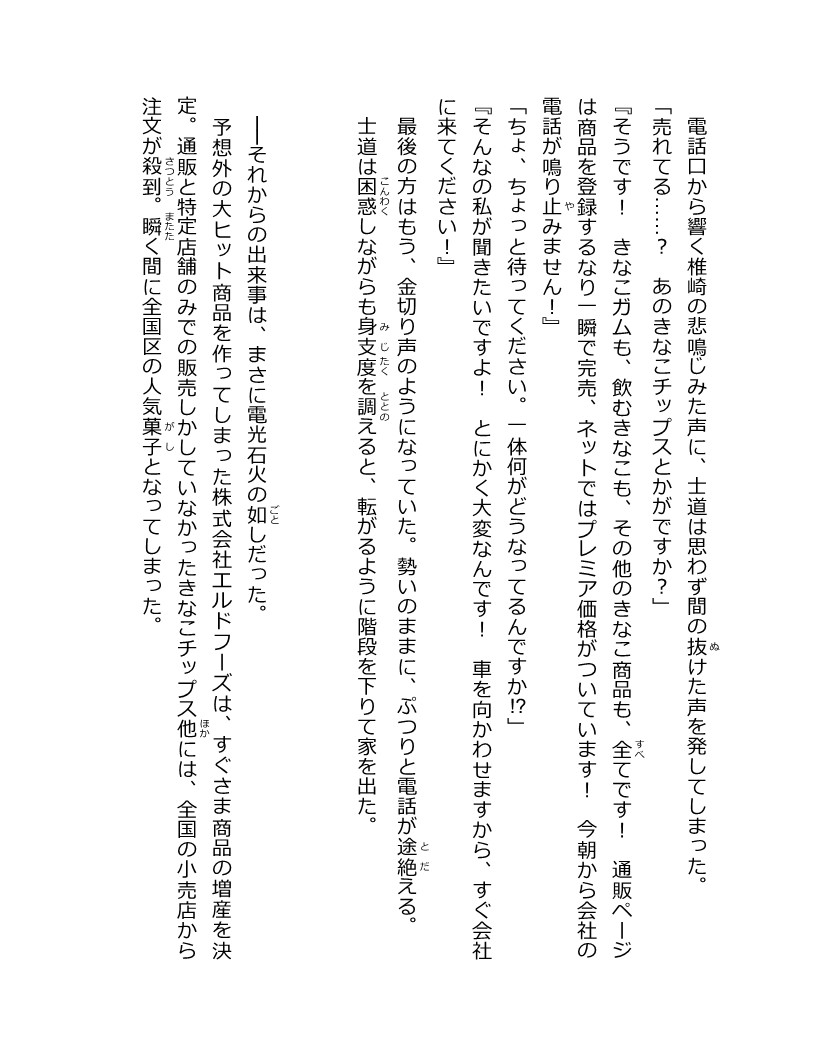 電話口から響く椎崎の悲鳴じみた声に、士道は思わず間の抜けた声を発してしまった。
「売れてる……？　あのきなこチップスとかがですか？」
『そうです！　きなこガムも、飲むきなこも、その他のきなこ商品も、全てです！　通販ページ
は商品を登録するなり一瞬で完売、ネットではプレミア価格がついています！　今朝から会社の
電話が鳴り止みません！』
「ちょ、ちょっと待ってください。一体何がどうなってるんですか!?」
『そんなの私が聞きたいですよ！　とにかく大変なんです！　車を向かわせますから、すぐ会社
に来てください！』
最後の方はもう、金切り声のようになっていた。勢いのままに、ぷつりと電話が途絶える。
士道は困惑しながらも身支度を調えると、転がるように階段を下りて家を出た。
──それからの出来事は、まさに電光石火の如しだった。
予想外の大ヒット商品を作ってしまった株式会社エルドフーズは、すぐさま商品の増産を決
定。通販と特定店舗のみでの販売しかしていなかったきなこチップス他には、全国の小売店から
注文が殺到。瞬く間に全国区の人気菓子となってしまった。